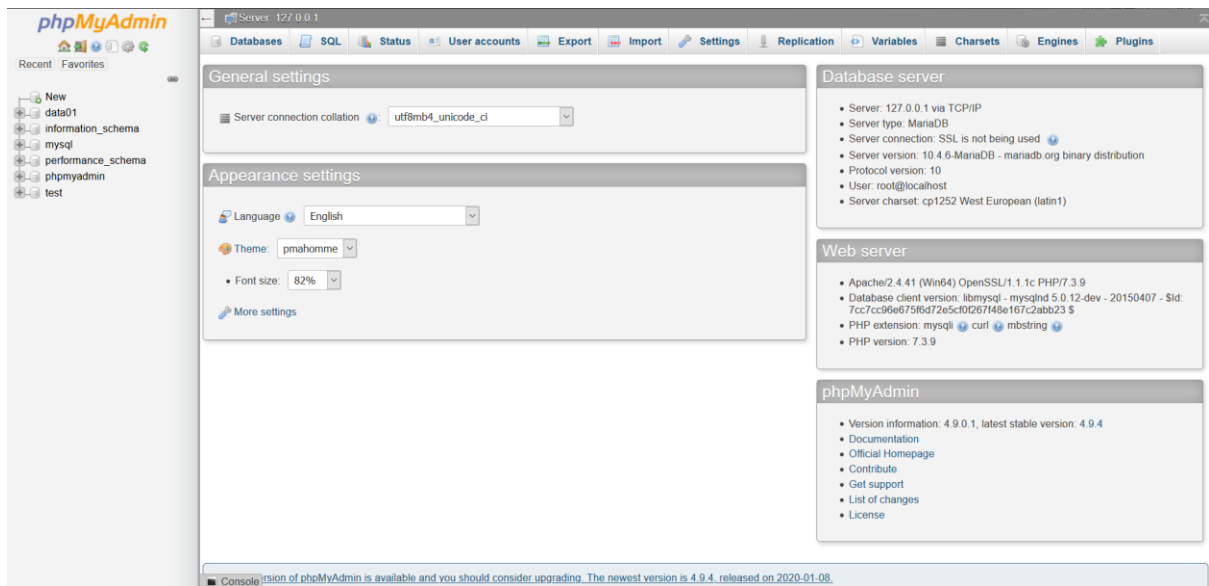 phpMyAdmin
Recent Favorites
New
data01
information_schema
mysql
performance_schema
phpmyadmin
test
Server: 127.0.0.1
Databases SQL Status User accounts Export Import Settings Replication Variables Charsets Engines Plugins
General settings
Server connection collation : utf8mb4_unicode_ci
Appearance settings
Language English
Theme: pmahomme
• Font size: 82%
More settings
Database server
• Server: 127.0.0.1 via TCP/IP
• Server type: MariaDB
• Server connection: SSL is not being used
• Server version: 10.4.6-MariaDB - mariadb.org binary distribution
• Protocol version: 10
• User: root@localhost
• Server charset: cp1252 West European (latin1)
Web server
• Apache/2.4.41 (Win64) OpenSSL/1.1.1c PHP/7.3.9
• Database client version: libmysql - mysqlnd 5.0.12-dev - 20150407 - $Id:
7cc7cc96e675f6d72e5cf0f267f48e167c2abb23 $
• PHP extension: mysqli curl mbstring
• PHP version: 7.3.9
phpMyAdmin
• Version information: 4.9.0.1, latest stable version: 4.9.4
• Documentation
• Official Homepage
• Contribute
• Get support
• List of changes
• License
Console
ersion of phpMyAdmin is available and you should consider upgrading. The newest version is 4.9.4, released on 2020-01-08.